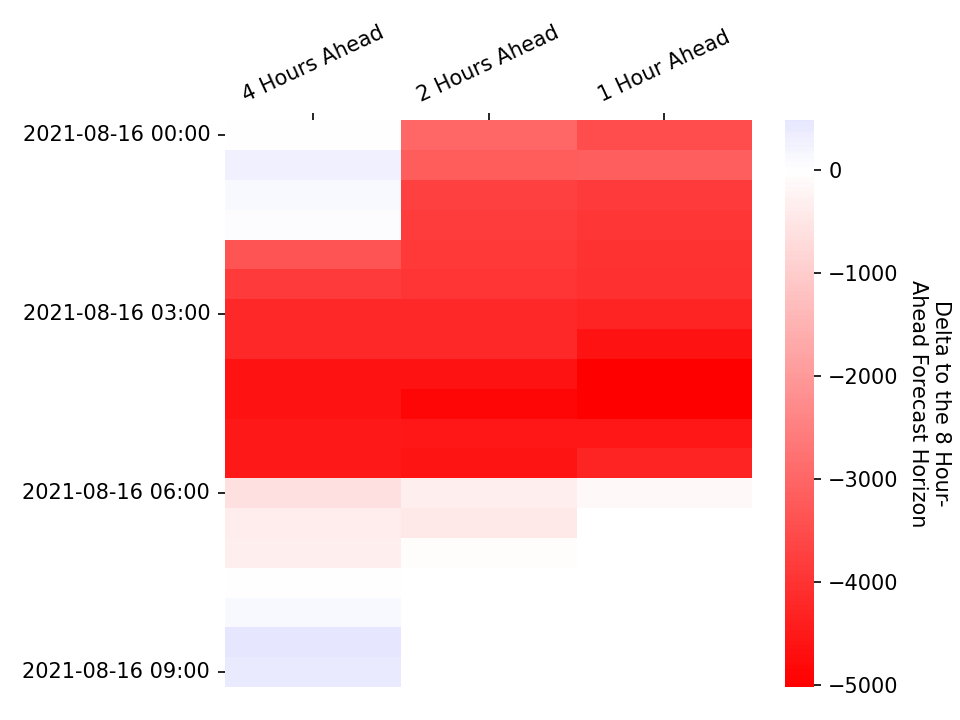 4 Hours Ahead
2 Hours Ahead
1 Hour Ahead
2021-08-16 00:00
2021-08-16 03:00
2021-08-16 06:00
2021-08-16 09:00
0
−1000
−2000
−3000
−4000
−5000
Delta to the 8 Hour-
Ahead Forecast Horizon